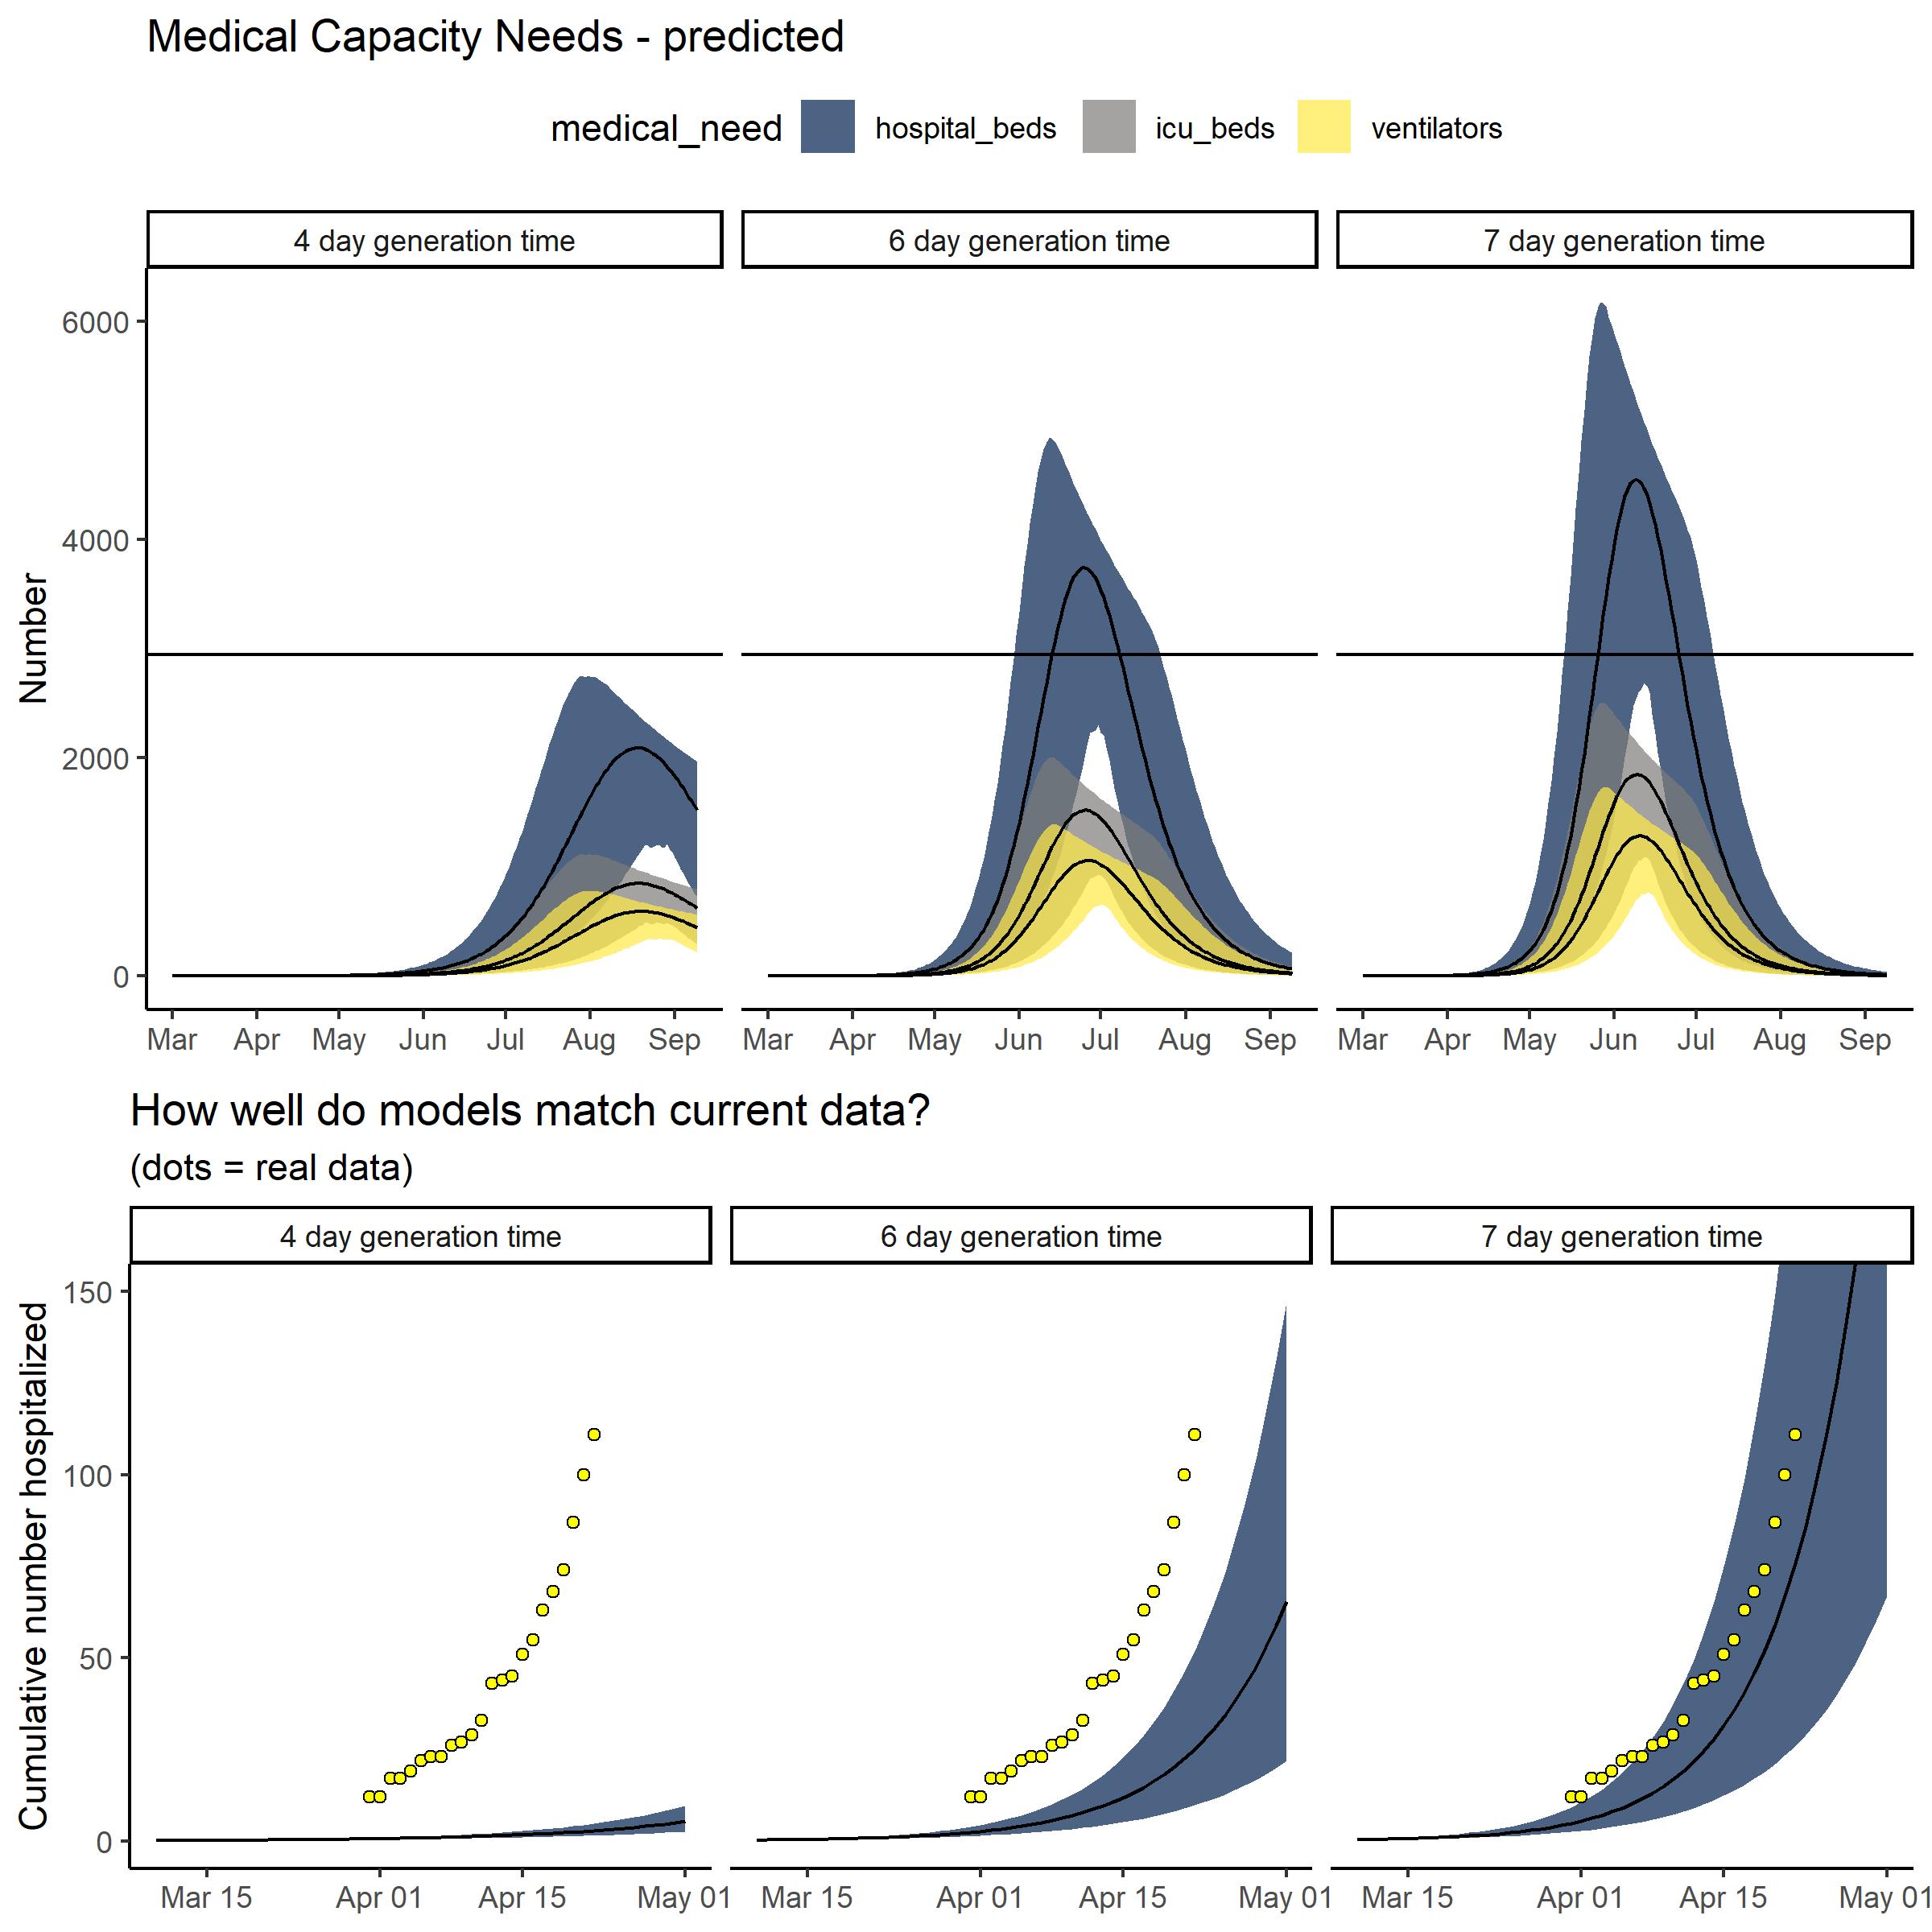 Medical Capacity Needs - predicted
medical_need hospital_beds icu_beds ventilators
4 day generation time 6 day generation time 7 day generation time
6000
4000
2000
0
Number
Mar Apr May Jun Jul Aug Sep Mar Apr May Jun Jul Aug Sep Mar Apr May Jun Jul Aug Sep
How well do models match current data?
(dots = real data)
4 day generation time 6 day generation time 7 day generation time
150
100
50
0
Cumulative number hospitalized
Mar 15 Apr 01 Apr 15 May 01 Mar 15 Apr 01 Apr 15 May 01 Mar 15 Apr 01 Apr 15 May 01